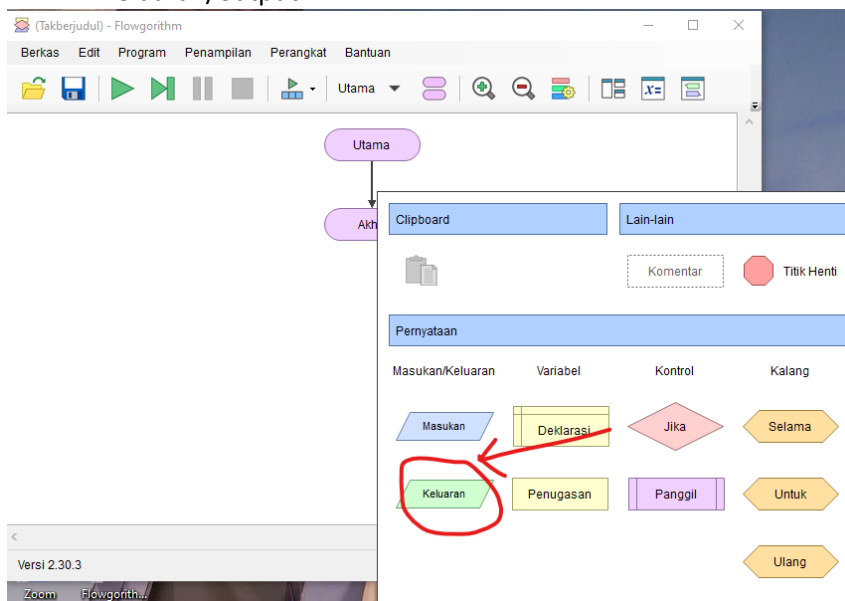 (Takberjudul) - Flowgorithm
Berkas Edit Program Penampilan Perangkat Bantuan
Utama
x=
Utama
Akh
Clipboard
Lain-lain
Komentar
Titik Henti
Pernyataan
Masukan/Keluaran Variabel Kontrol Kalang
Masukan Deklarasi Jika Selama
Keluaran Penugasan Panggil Untuk
Ulang
Versi 2.30.3
Zoom Flowgorith...